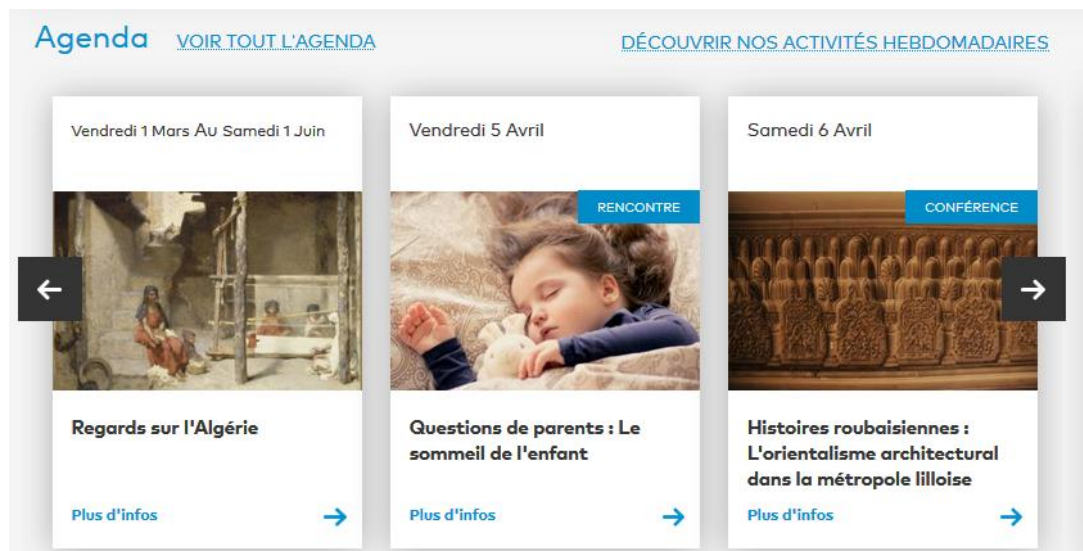 Agenda VOIR TOUT L'AGENDA DÉCOUVRIR NOS ACTIVITÉS HEBDOMADAIRES
Vendredi 1 Mars Au Samedi 1 Juin
Regards sur l'Algérie
Plus d'infos
Vendredi 5 Avril
RENCONTRE
Questions de parents : Le
sommeil de l'enfant
Plus d'infos
Samedi 6 Avril
CONFÉRENCE
Histoires roubaisiennes :
L'orientalisme architectural
dans la métropole lilloise
Plus d'infos